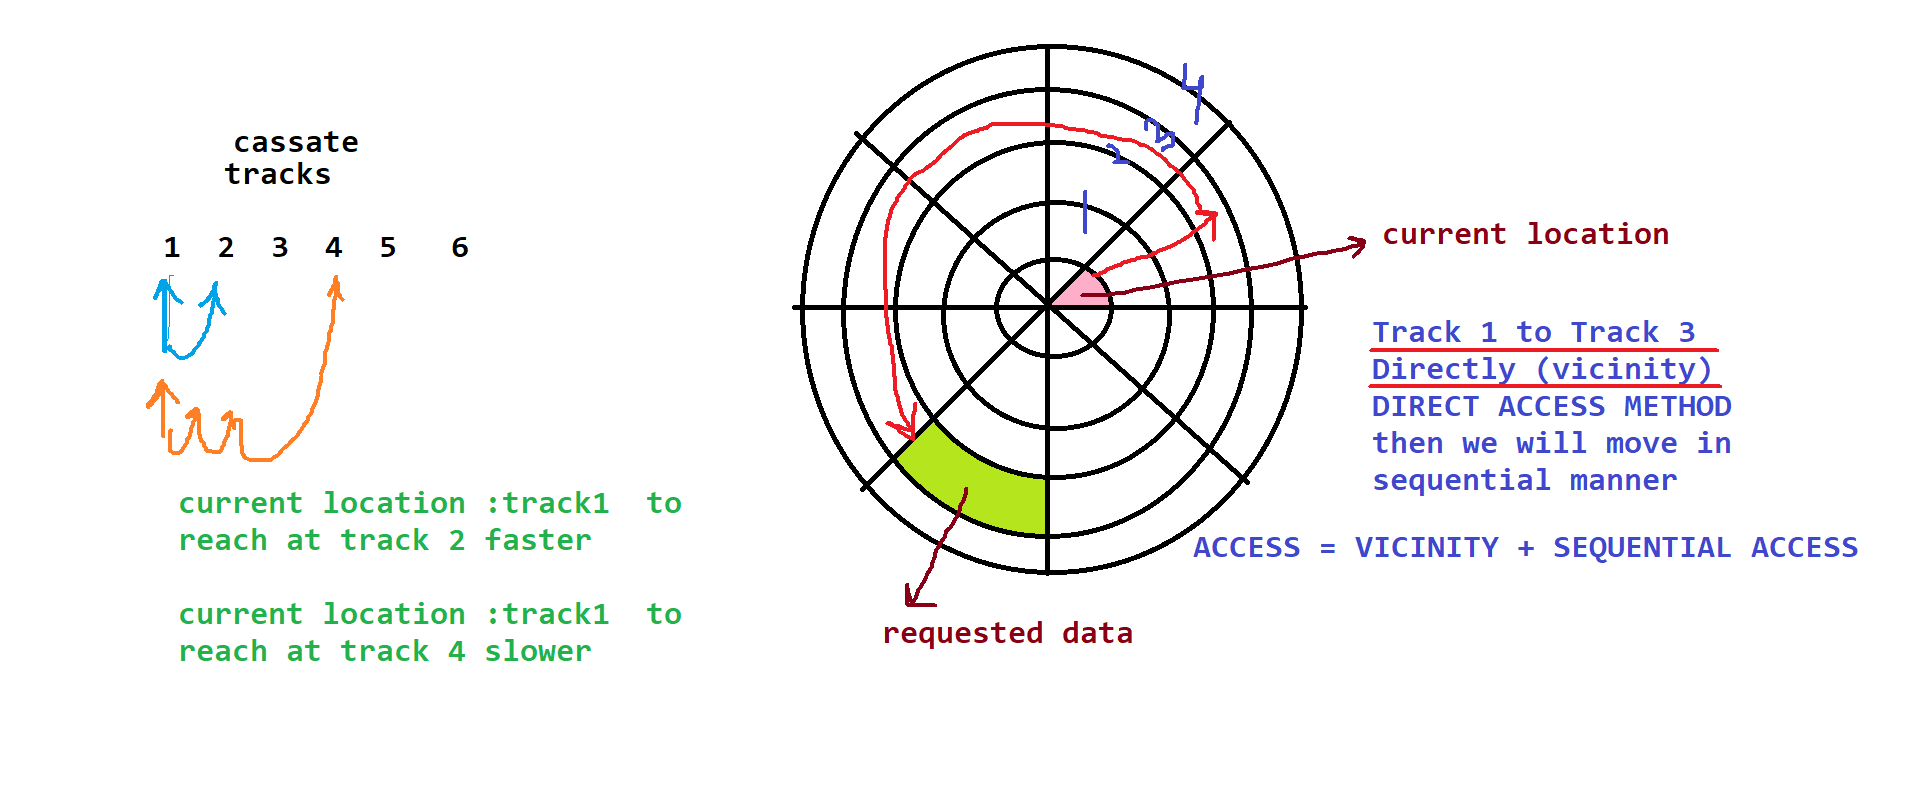 cassate
tracks
1 2 3 4 5 6
current location :track1 to
reach at track 2 faster
current location :track1 to
reach at track 4 slower
4
3
2
1
current location
Track 1 to Track 3
Directly (vicinity)
DIRECT ACCESS METHOD
then we will move in
sequential manner
ACCESS = VICINITY + SEQUENTIAL ACCESS
requested data